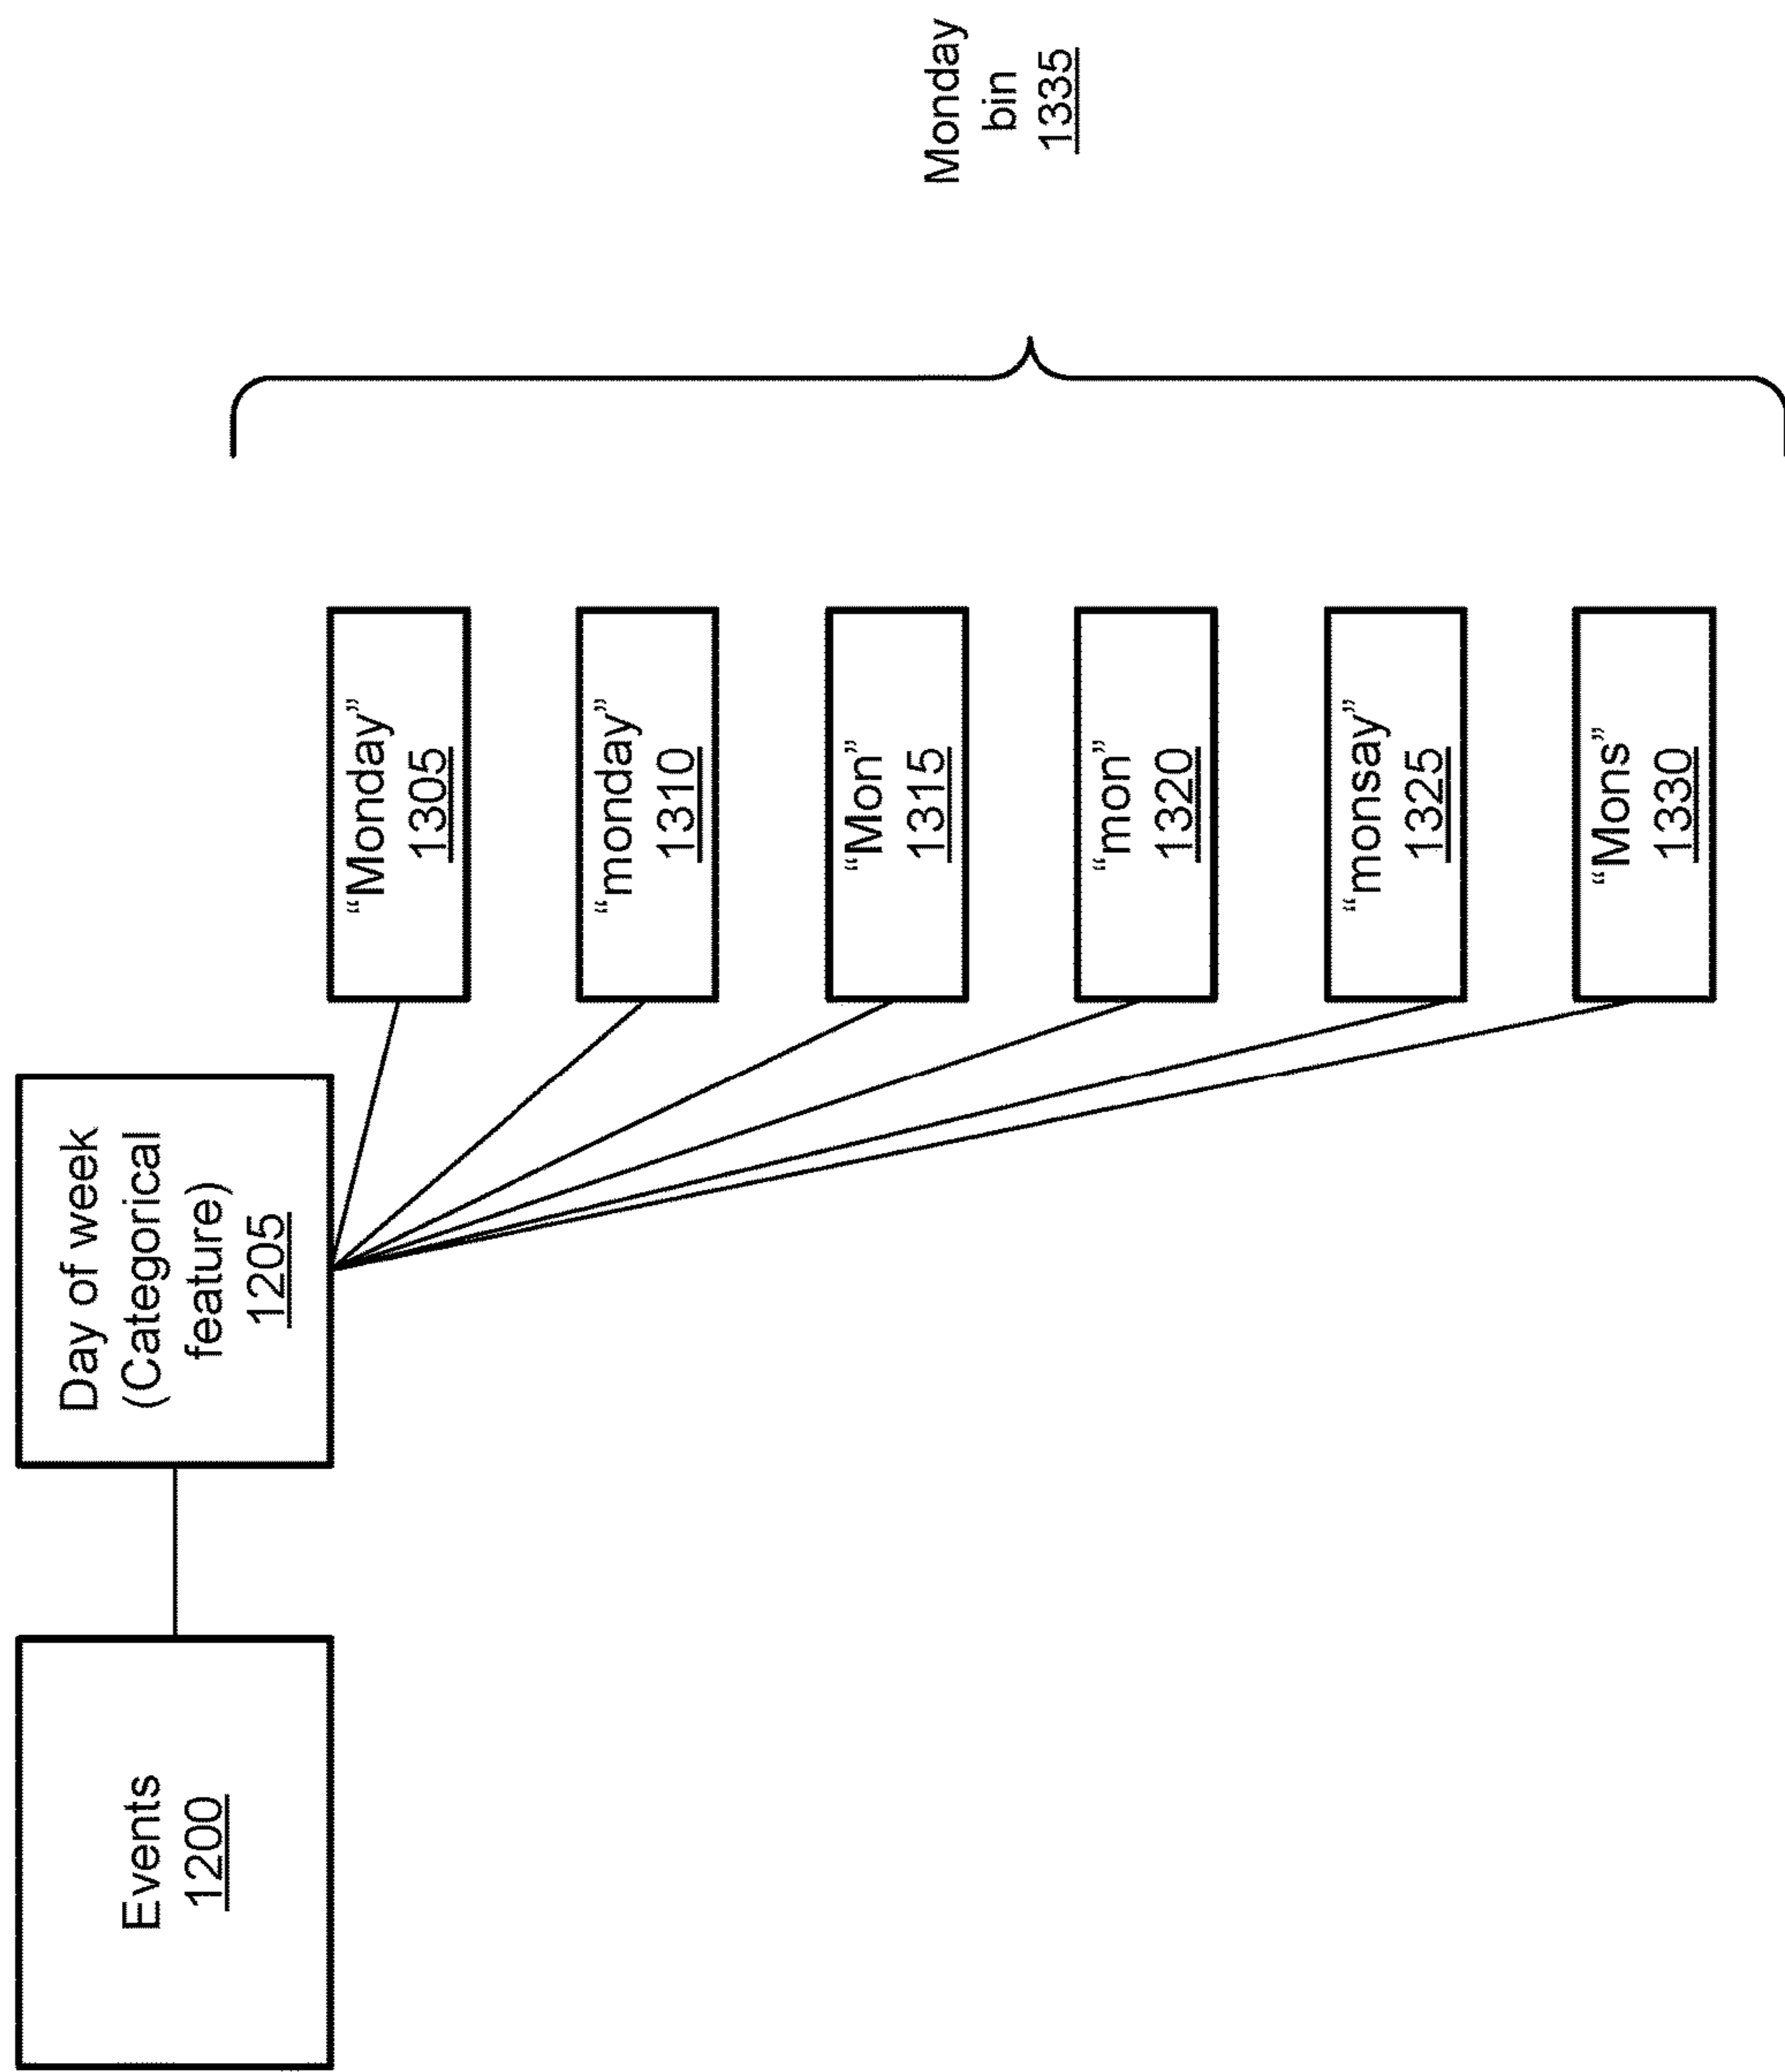 Events
1200
Day of week
(Categorical
feature)
1205
“Monday”
1305
“monday”
1310
“Mon”
1315
“mon”
1320
“monsay”
1325
“Mons”
1330
Monday
bin
1335